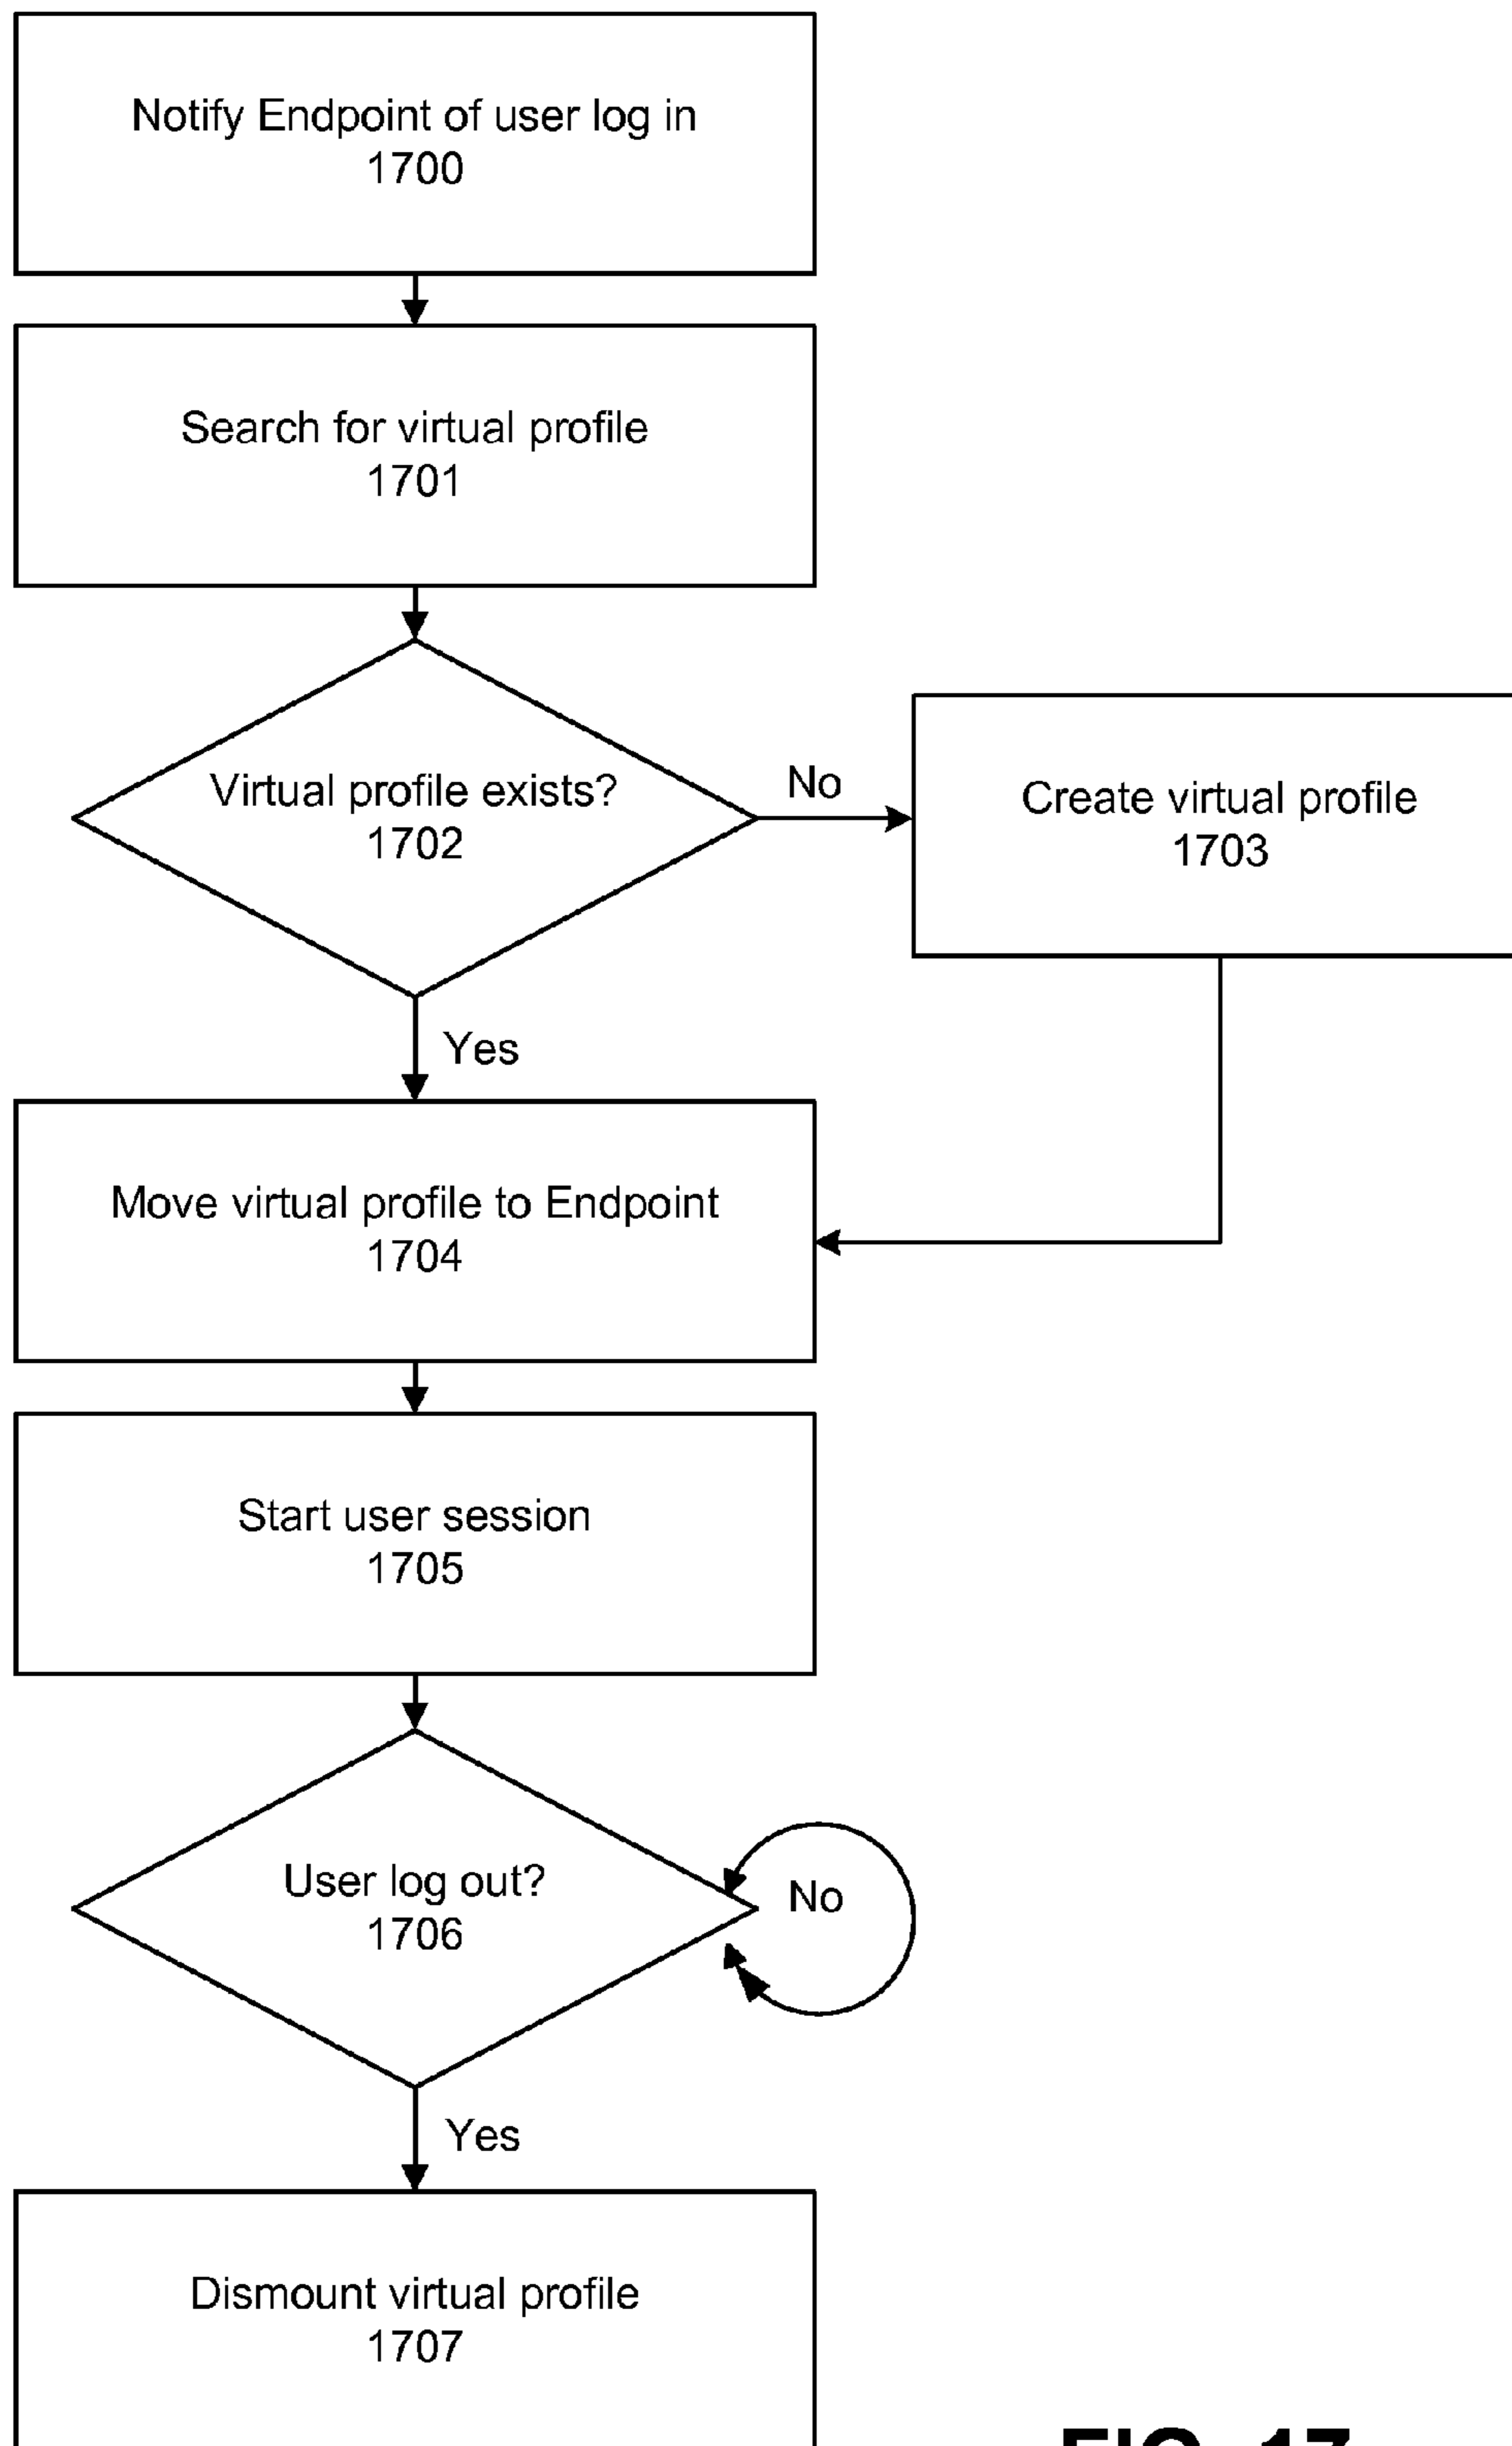 Notify Endpoint of user log in
1700
Search for virtual profile
1701
Virtual profile exists?
1702
No
Create virtual profile
1703
Yes
Move virtual profile to Endpoint
1704
Start user session
1705
User log out?
1706
No
Yes
Dismount virtual profile
1707
FIG. 17